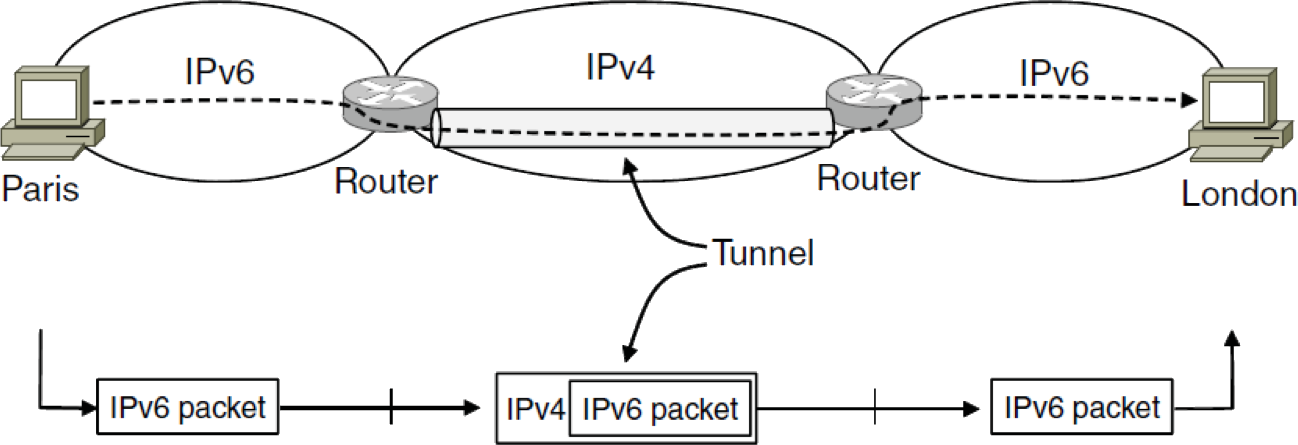 IPv6
IPv4
IPv6
Paris
Router
Router
London
Tunnel
IPv6 packet
IPv4
IPv6 packet
IPv6 packet